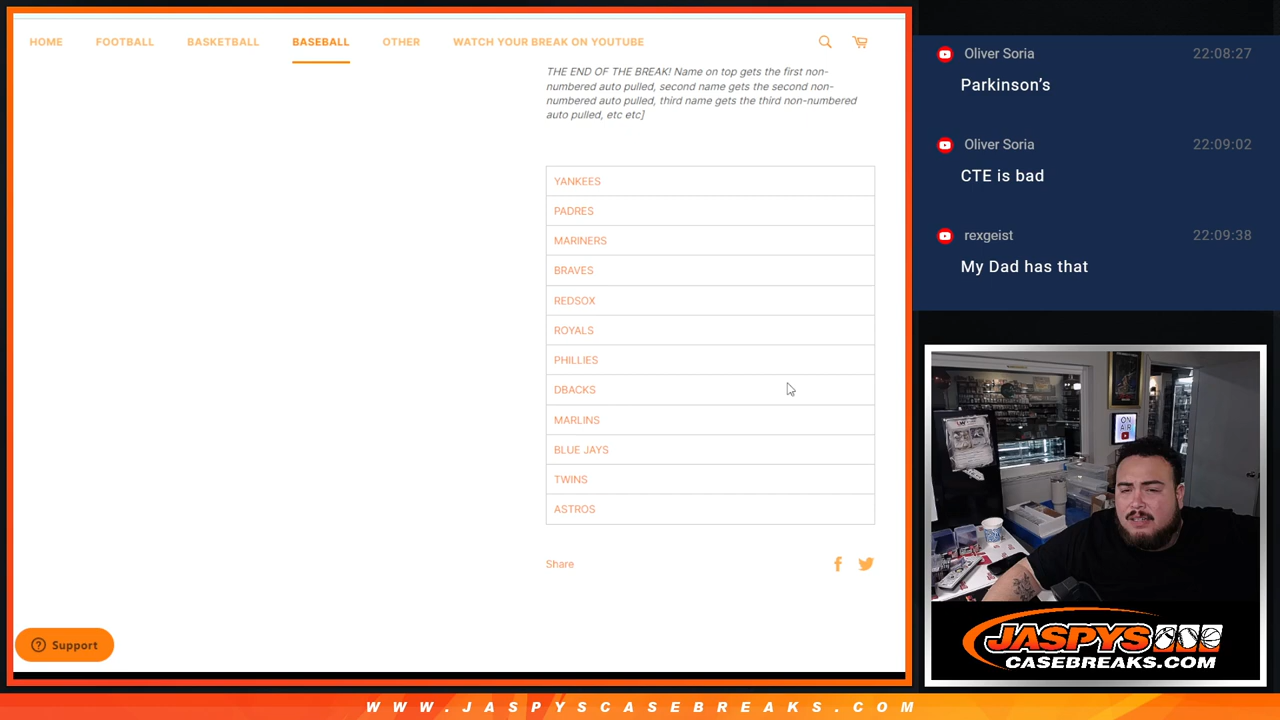 HOME FOOTBALL BASKETBALL BASEBALL OTHER WATCH YOUR BREAK ON YOUTUBE
THE END OF THE BREAK! Name on top gets the first non-
numbered auto pulled, second name gets the second non-
numbered auto pulled, third name gets the third non-numbered
auto pulled, etc etc]
YANKEES
PADRES
MARINERS
BRAVES
REDSOX
ROYALS
PHILLIES
DBACKS
MARLINS
BLUE JAYS
TWINS
ASTROS
Share
Support
Oliver Soria 22:08:27
Parkinson's
Oliver Soria 22:09:02
CTE is bad
rexgeist 22:09:38
My Dad has that
ON
AIR
JASPYS
CASEBREAKS.COM
WWW.JASPYSCASEBREAKS.COM